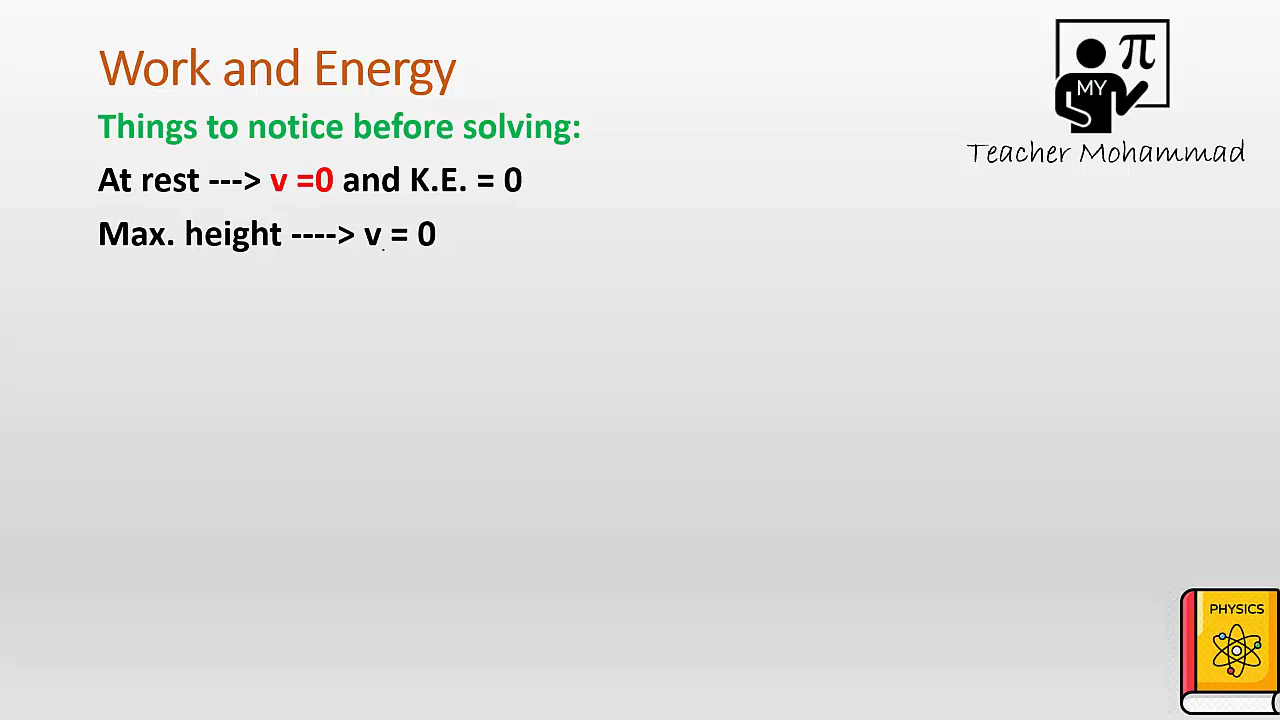 Work and Energy
Things to notice before solving:
At rest ---> v =0 and K.E. = 0
Max. height ----> v = 0
π
MY
Teacher Mohammad
PHYSICS